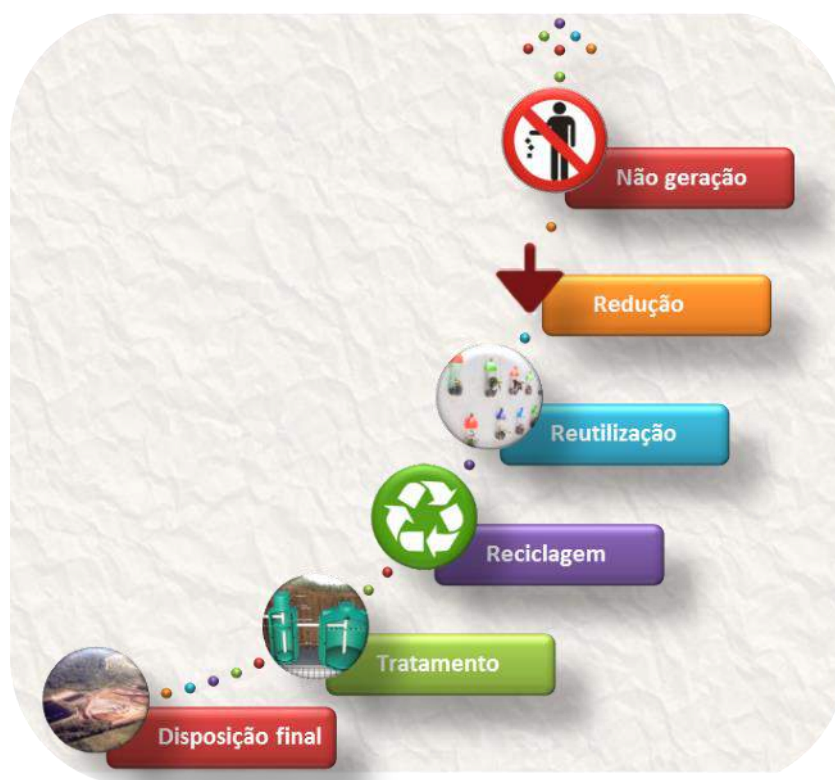 Não geração
Redução
Reutilização
Reciclagem
Tratamento
Disposição final